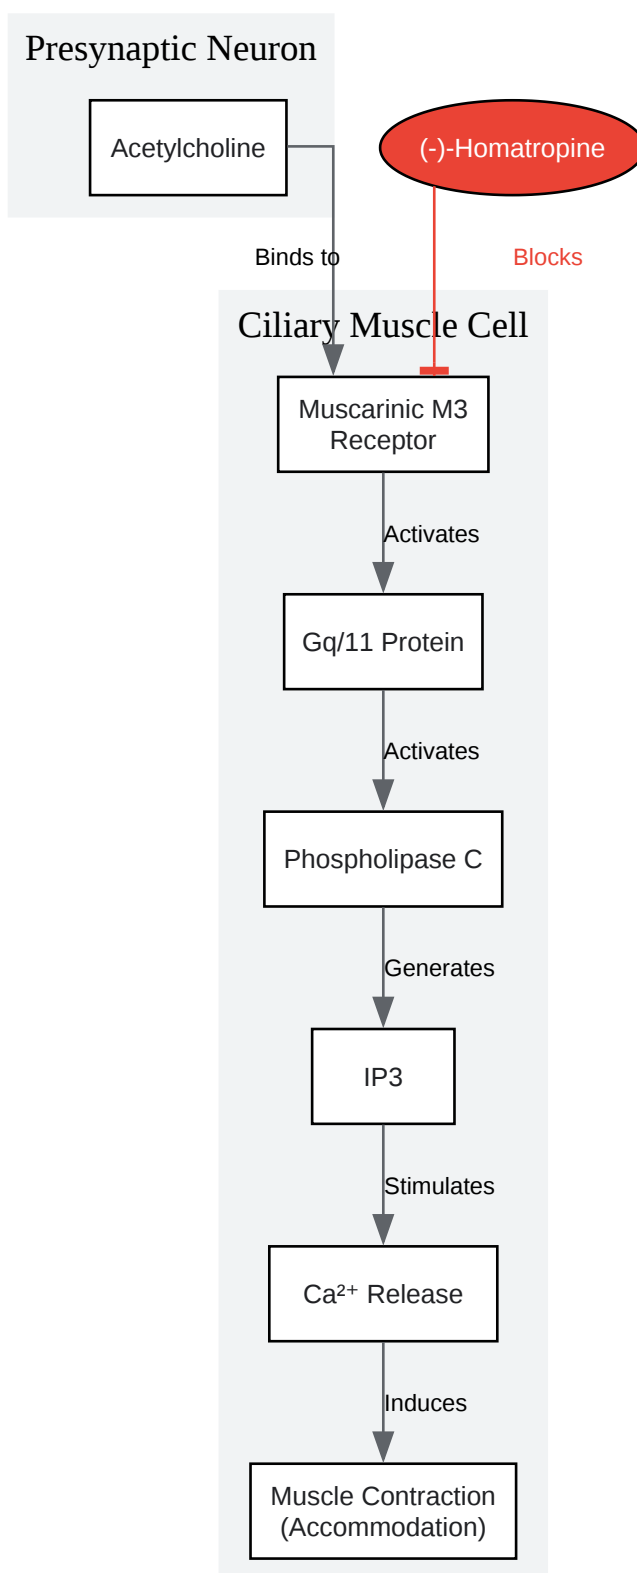 Presynaptic Neuron
Acetylcholine
(-)-Homatropine
Binds to
Blocks
Ciliary Muscle Cell
Muscarinic M3
Receptor
Activates
Gq/11 Protein
Activates
Phospholipase C
Generates
IP3
Stimulates
Ca²⁺ Release
Induces
Muscle Contraction
(Accommodation)